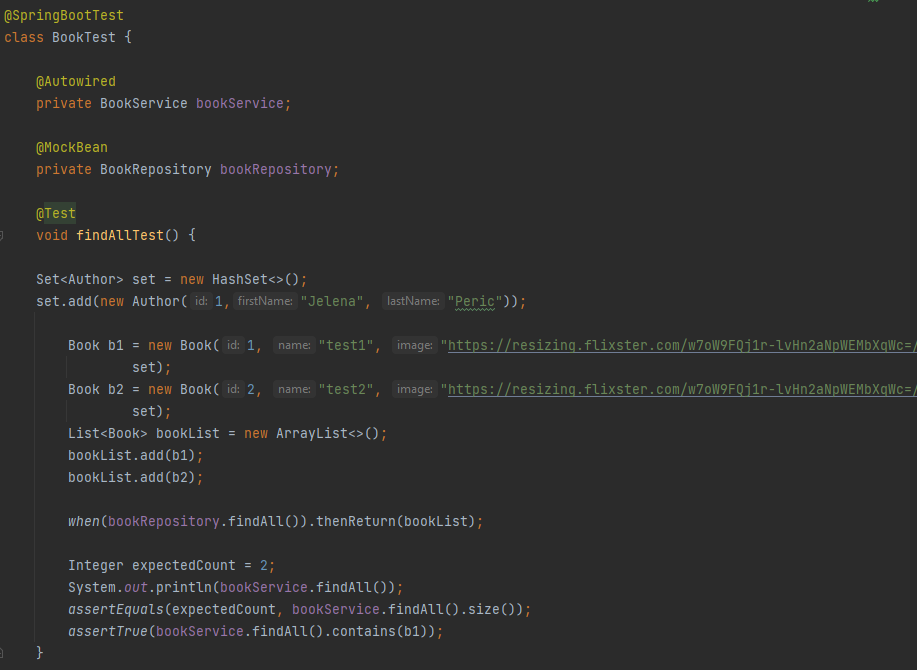 @SpringBootTest
class BookTest {
@Autowired
private BookService bookService;
@MockBean
private BookRepository bookRepository;
@Test
void findAllTest() {
Set<Author> set = new HashSet<>();
set.add(new Author( id: 1, firstName: "Jelena", lastName: "Peric"));
Book b1 = new Book( id: 1, name: "test1", image: "https://resizing.flixster.com/w7oW9FQj1r-lvHn2aNpWEMbXqWc=/
set);
Book b2 = new Book( id: 2, name: "test2", image: "https://resizing.flixster.com/w7oW9FQj1r-lvHn2aNpWEMbXqWc=/
set);
List<Book> bookList = new ArrayList<>();
bookList.add(b1);
bookList.add(b2);
when(bookRepository.findAll()).thenReturn(bookList);
Integer expectedCount = 2;
System.out.println(bookService.findAll());
assertEquals(expectedCount, bookService.findAll().size());
assertTrue(bookService.findAll().contains(b1));
}